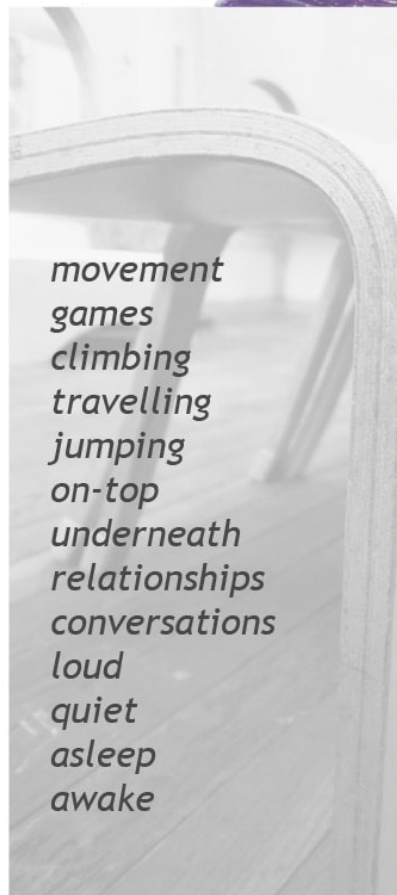 movement
games
climbing
travelling
jumping
on-top
underneath
relationships
conversations
loud
quiet
asleep
awake